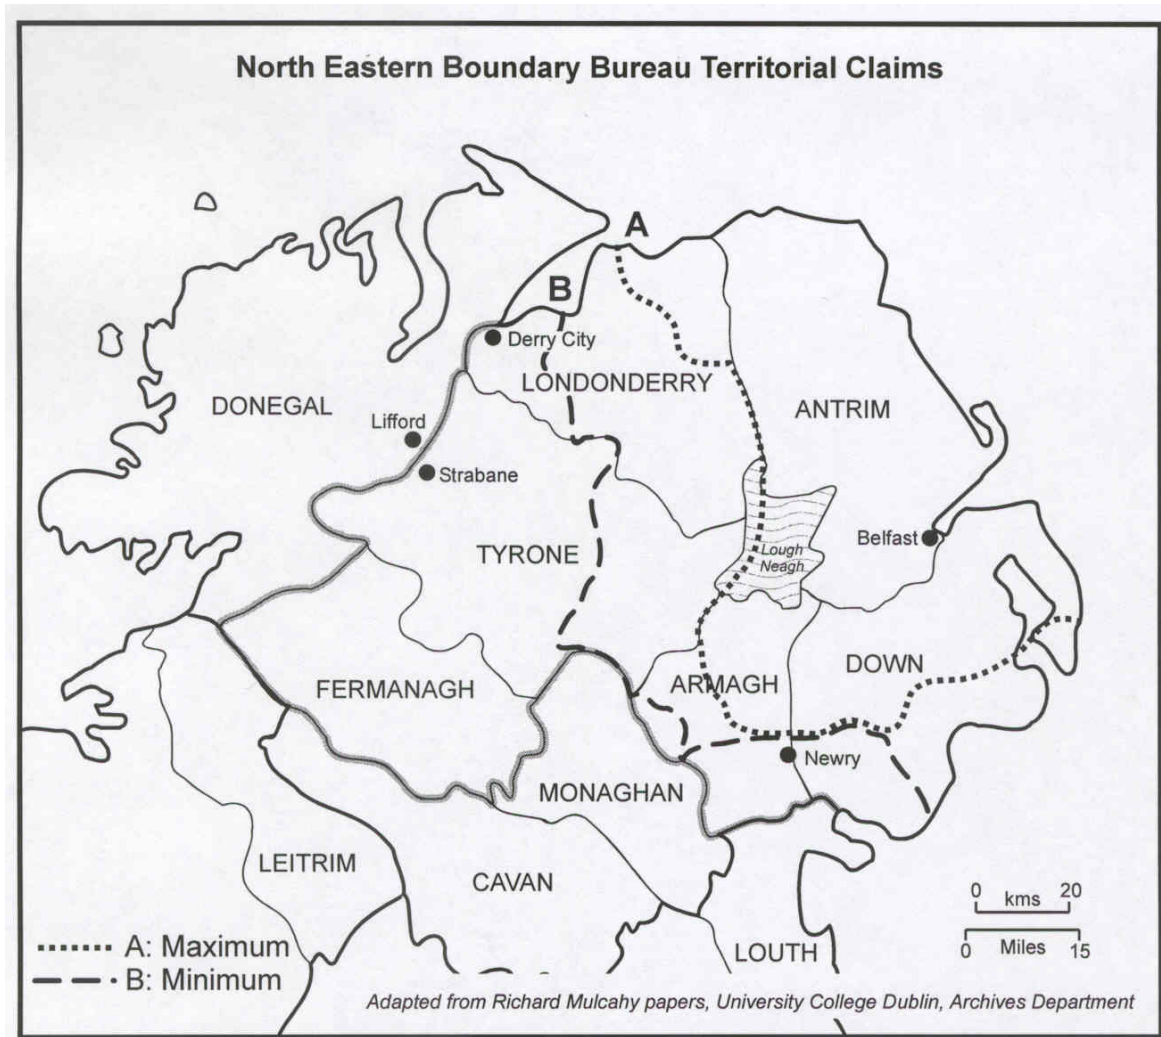 North Eastern Boundary Bureau Territorial Claims
A
B
Derry City
LONDONDERRY
DONEGAL
ANTRIM
Lifford
Strabane
TYRONE
Belfast
Lough
Neagh
FERMANAGH
ARMAGH
DOWN
Newry
MONAGHAN
LEITRIM
CAVAN
LOUTH
0 20
kms
0 Miles 15
A: Maximum
B: Minimum
Adapted from Richard Mulcahy papers, University College Dublin, Archives Department